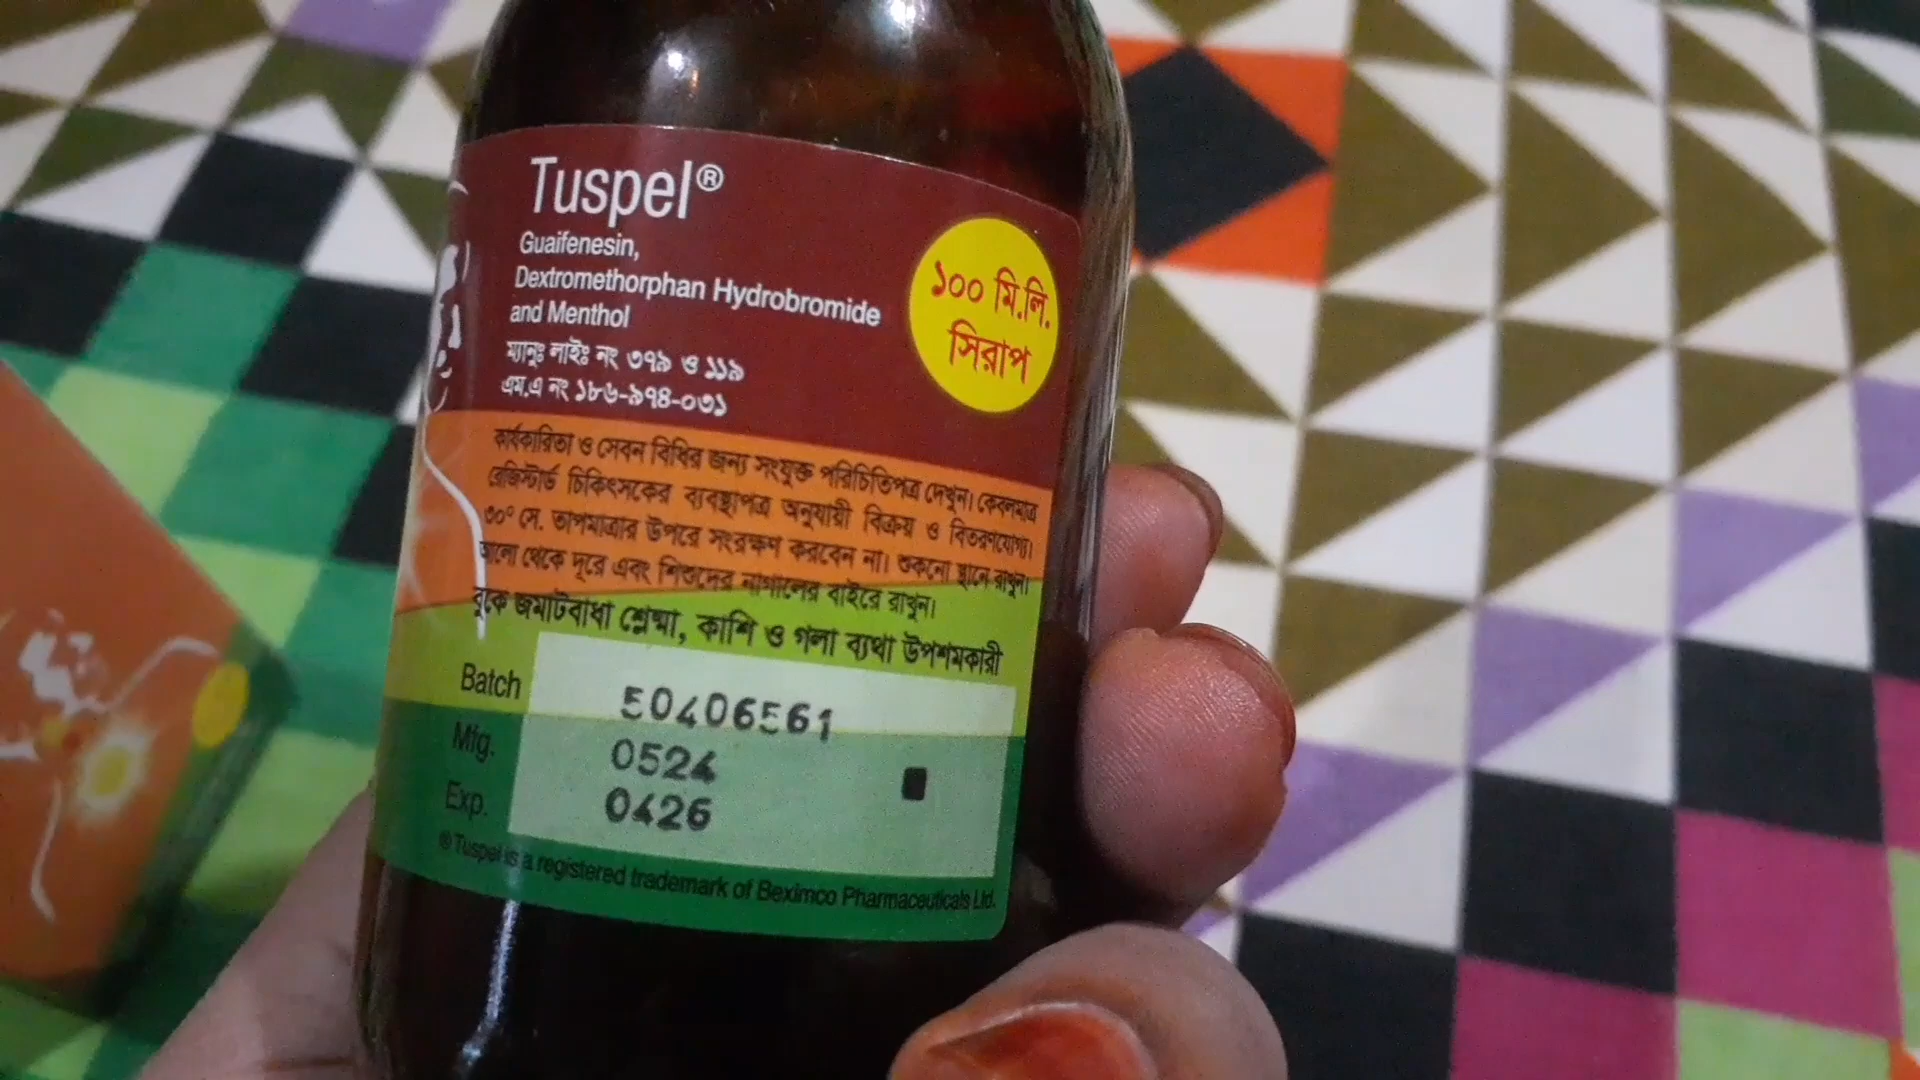 Tuspel®
Guaifenesin,
Dextromethorphan Hydrobromide
and Menthol
ম্যানুঃ লাইঃ নং ৩৭৯ ও ১১৯
এম.এ নং ১৮৬-৯৭৪-০৩১
১০০ মি.লি.
সিরাপ
কার্যকারিতা ও সেবন বিধির জন্য সংযুক্ত পরিচিতিপত্র দেখুন। কেবলমাত্র
রেজিস্টার্ড চিকিৎসকের ব্যবস্থাপত্র অনুযায়ী বিক্রয় ও বিতরণযোগ্য।
৩০° সে. তাপমাত্রার উপরে সংরক্ষণ করবেন না। শুকনো স্থানে রাখুন।
আলো থেকে দূরে এবং শিশুদের নাগালের বাইরে রাখুন।
বুকে জমাটবাধা শ্লেষ্মা, কাশি ও গলা ব্যথা উপশমকারী
Batch 50406561
Mfg. 0524
Exp. 0426
® Tuspel is a registered trademark of Beximco Pharmaceuticals Ltd.